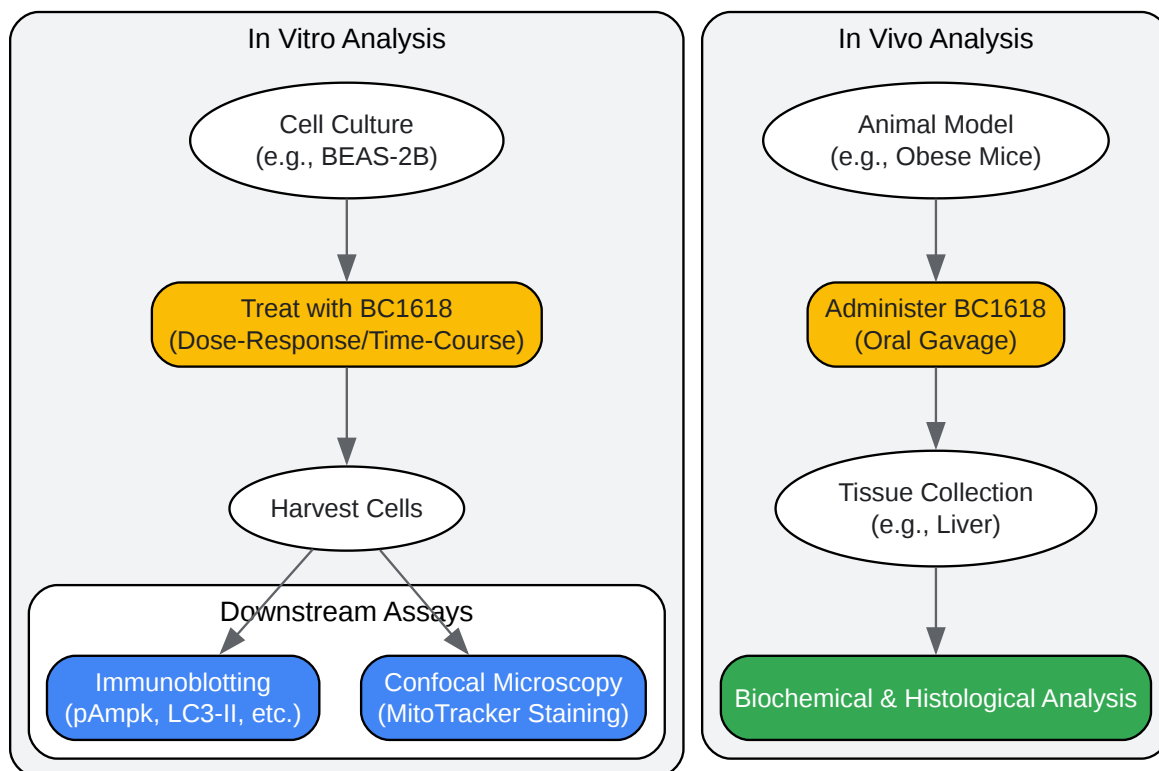 In Vitro Analysis
Cell Culture
(e.g., BEAS-2B)
Treat with BC1618
(Dose-Response/Time-Course)
Harvest Cells
Downstream Assays
Immunoblotting
(pAmpk, LC3-II, etc.)
Confocal Microscopy
(MitoTracker Staining)
In Vivo Analysis
Animal Model
(e.g., Obese Mice)
Administer BC1618
(Oral Gavage)
Tissue Collection
(e.g., Liver)
Biochemical & Histological Analysis